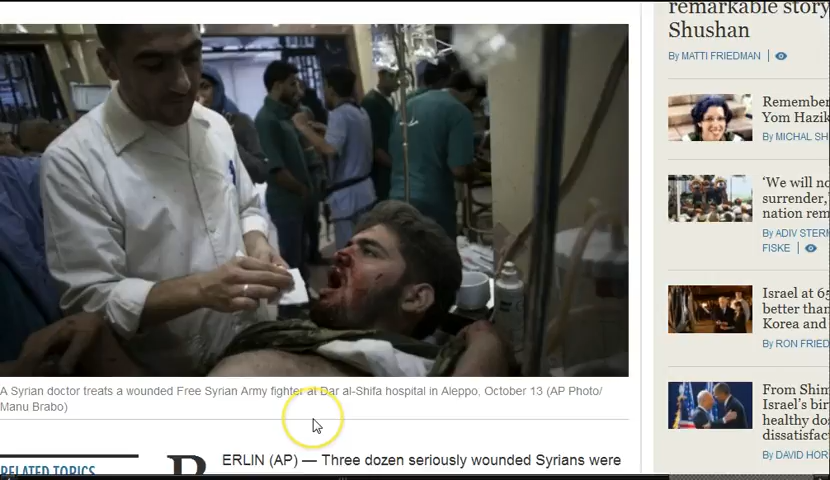 remarkable story
Shushan
By MATTI FRIEDMAN
Remember
Yom Hazik
By MICHAL SH
'We will no
surrender,'
nation rem
By ADIV STERM
FISKE
Israel at 65
better than
Korea and
By RON FRIED
From Shim
Israel's bir
healthy dos
dissatisfact
By DAVID HOR
A Syrian doctor treats a wounded Free Syrian Army fighter at Dar al-Shifa hospital in Aleppo, October 13 (AP Photo/
Manu Brabo)
RELATED TOPICS
BERLIN (AP) — Three dozen seriously wounded Syrians were